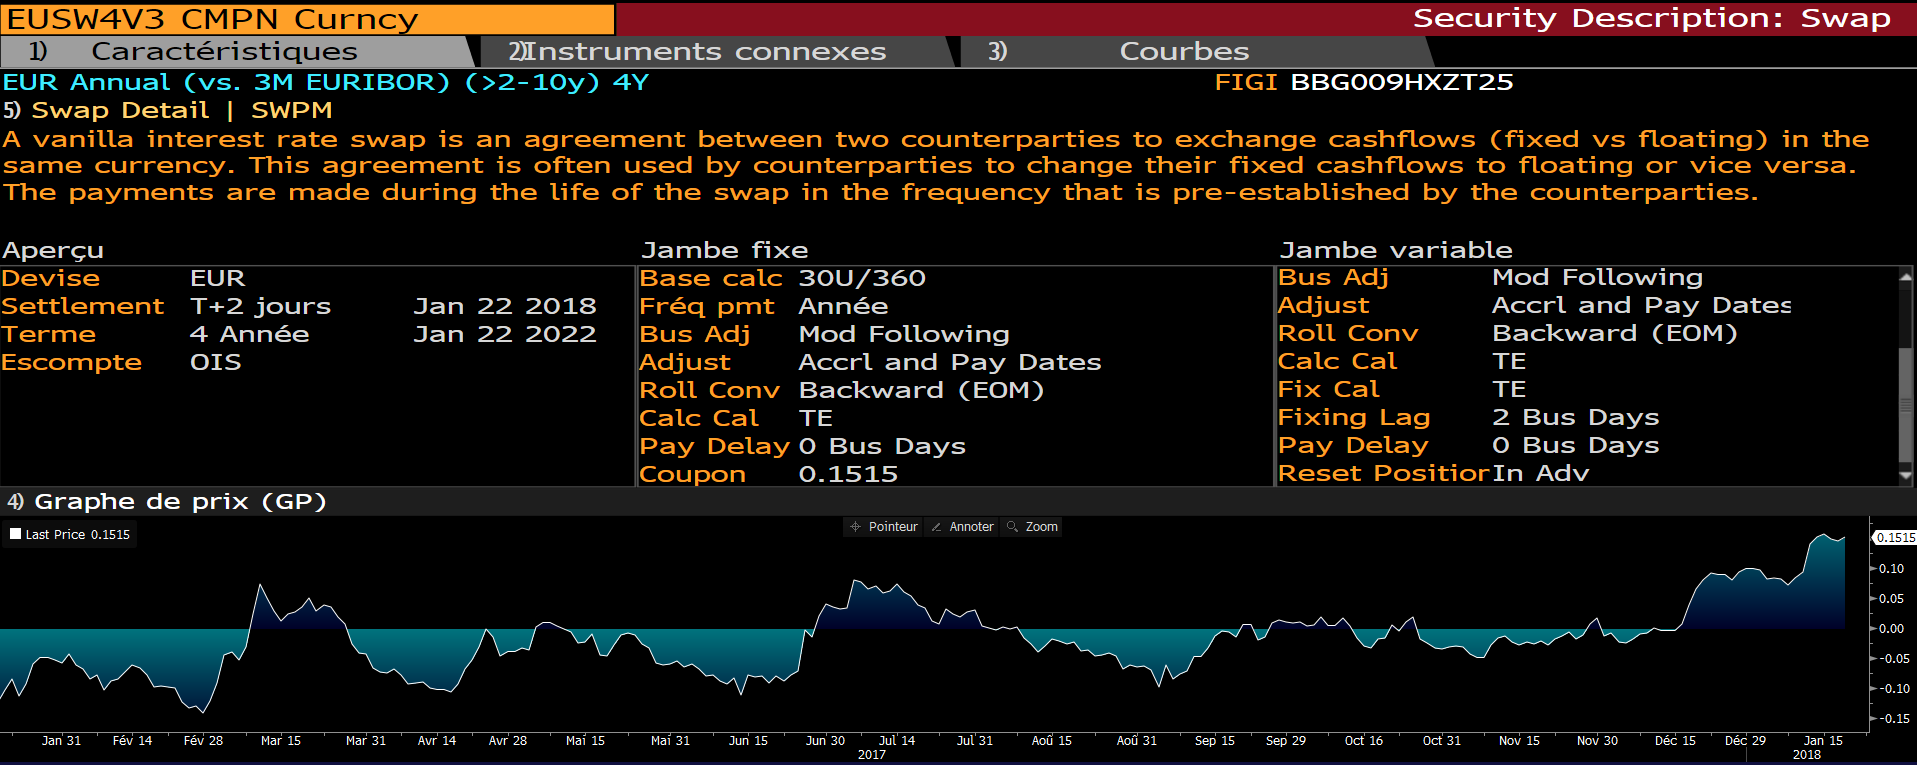 EUSW4V3 CMPN Curncy Security Description: Swap
1) Caractéristiques 2)Instruments connexes 3) Courbes
EUR Annual (vs. 3M EURIBOR) (>2-10y) 4Y FIGI BBG009HXZT25
5) Swap Detail | SWPM
A vanilla interest rate swap is an agreement between two counterparties to exchange cashflows (fixed vs floating) in the
same currency. This agreement is often used by counterparties to change their fixed cashflows to floating or vice versa.
The payments are made during the life of the swap in the frequency that is pre-established by the counterparties.
Aperçu
Devise EUR
Settlement T+2 jours Jan 22 2018
Terme 4 Année Jan 22 2022
Escompte OIS
Jambe fixe
Base calc 30U/360
Fréq pmt Année
Bus Adj Mod Following
Adjust Accrl and Pay Dates
Roll Conv Backward (EOM)
Calc Cal TE
Pay Delay 0 Bus Days
Coupon 0.1515
Jambe variable
Bus Adj Mod Following
Adjust Accrl and Pay Dates
Roll Conv Backward (EOM)
Calc Cal TE
Fix Cal TE
Fixing Lag 2 Bus Days
Pay Delay 0 Bus Days
Reset Position In Adv
4) Graphe de prix (GP)
Last Price 0.1515
Pointeur Annoter Zoom
0.1515
0.10
0.05
0.00
-0.05
-0.10
-0.15
Jan 31 Fév 14 Fév 28 Mar 15 Mar 31 Avr 14 Avr 28 Mai 15 Mai 31 Jun 15 Jun 30 Jul 14 Jul 31 Aoû 15 Aoû 31 Sep 15 Sep 29 Oct 16 Oct 31 Nov 15 Nov 30 Déc 15 Déc 29 Jan 15
2017 2018